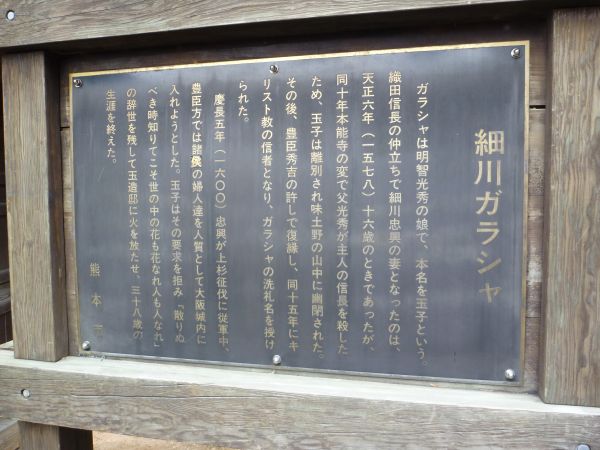 細川ガラシャ
ガラシャは明智光秀の娘で、本名を玉子という。
織田信長の仲立ちで細川忠興の妻となったのは、
天正六年(一五七八)十六歳のときであったが、
同十年本能寺の変で父光秀が主人の信長を殺した
ため、玉子は離別され味土野の山中に幽閉された。
その後、豊臣秀吉の許しで復縁し、同十五年にキ
リスト教の信者となり、ガラシャの洗礼名を授け
られた。
慶長五年(一六〇〇)忠興が上杉征伐に従軍中、
豊臣方では諸侯の婦人達を人質として大阪城内に
入れようとした。玉子はその要求を拒み「散りぬ
べき時知りてこそ世の中の花も花なれ人も人なれ」
の辞世を残して玉造邸に火を放たせ、三十八歳の
生涯を終えた。
熊本